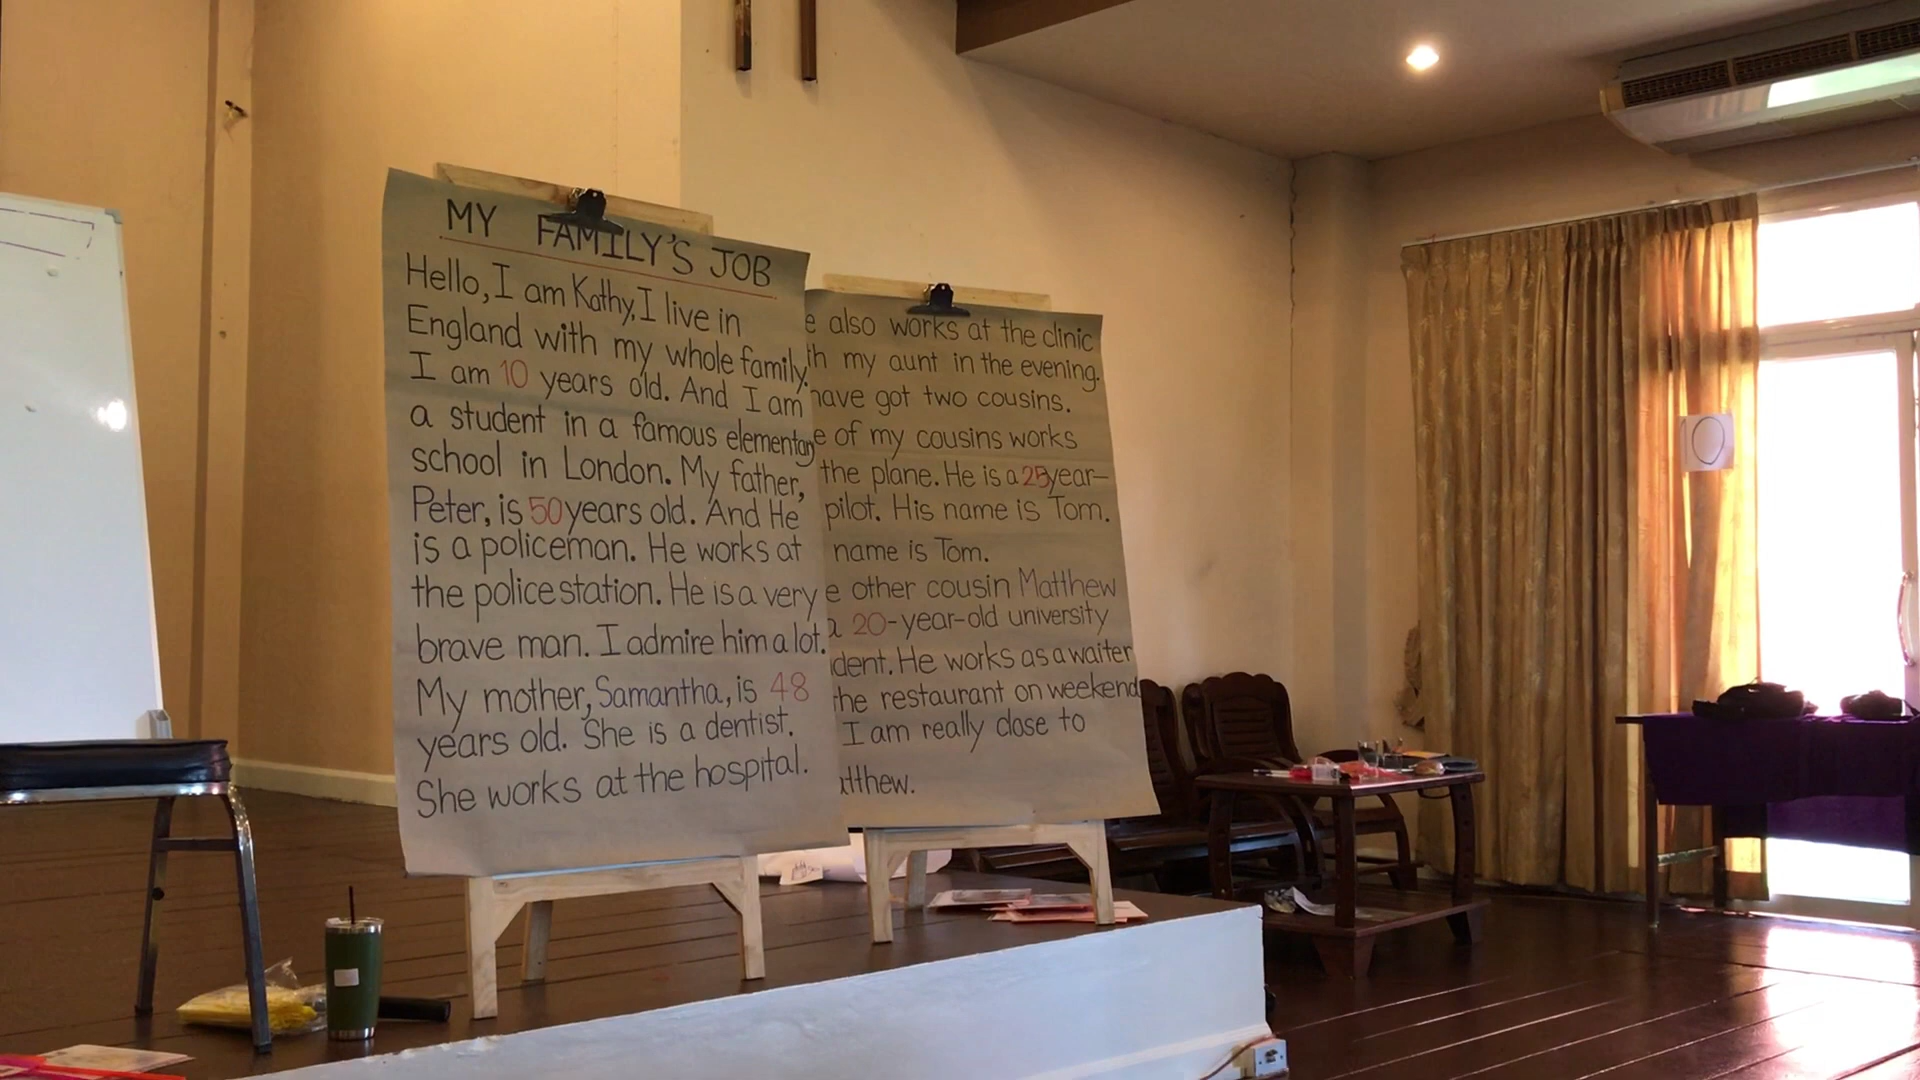 MY FAMILY'S JOB
Hello, I am Kathy, I live in
England with my whole family.
I am 10 years old. And I am
a student in a famous elementary
school in London. My father,
Peter, is 50 years old. And He
is a policeman. He works at
the police station. He is a very
brave man. I admire him a lot.
My mother, Samantha, is 48
years old. She is a dentist.
She works at the hospital.
e also works at the clinic
th my aunt in the evening.
have got two cousins.
e of my cousins works
the plane. He is a 25 year-
pilot. His name is Tom.
name is Tom.
e other cousin Matthew
a 20-year-old university
dent. He works as a waiter
the restaurant on weekend
I am really close to
atthew.